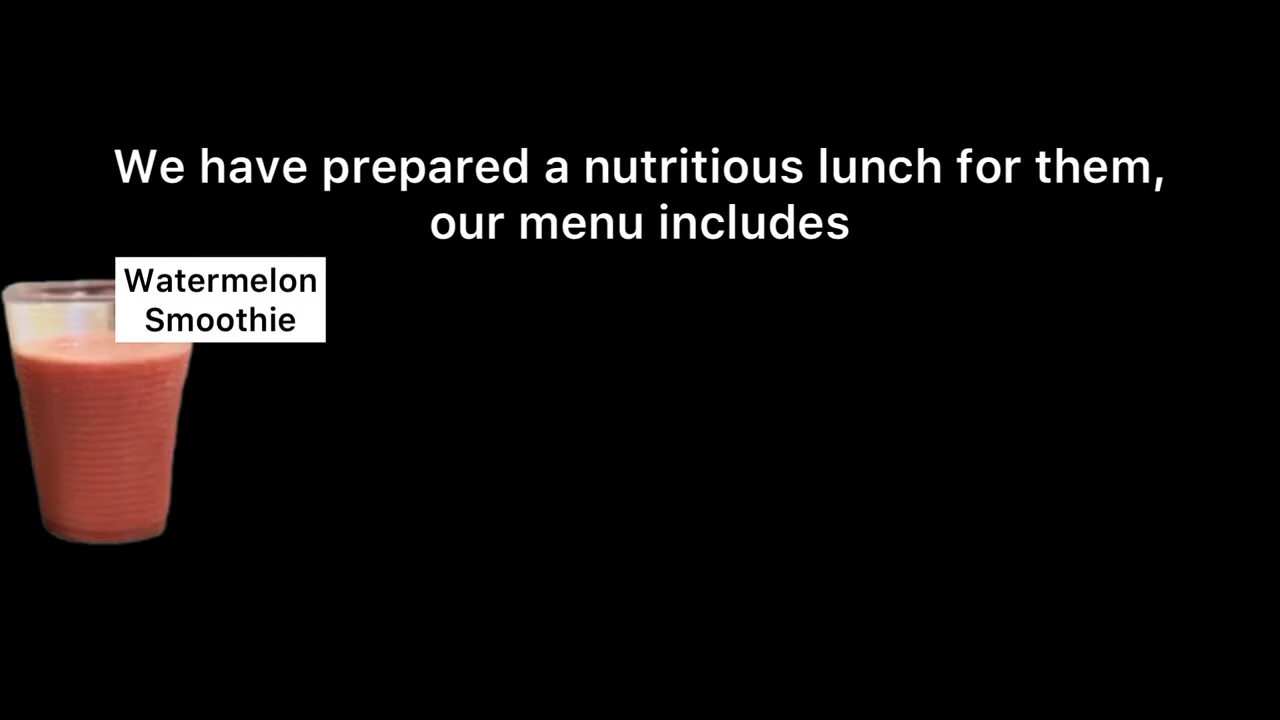 We have prepared a nutritious lunch for them,
our menu includes
Watermelon
Smoothie